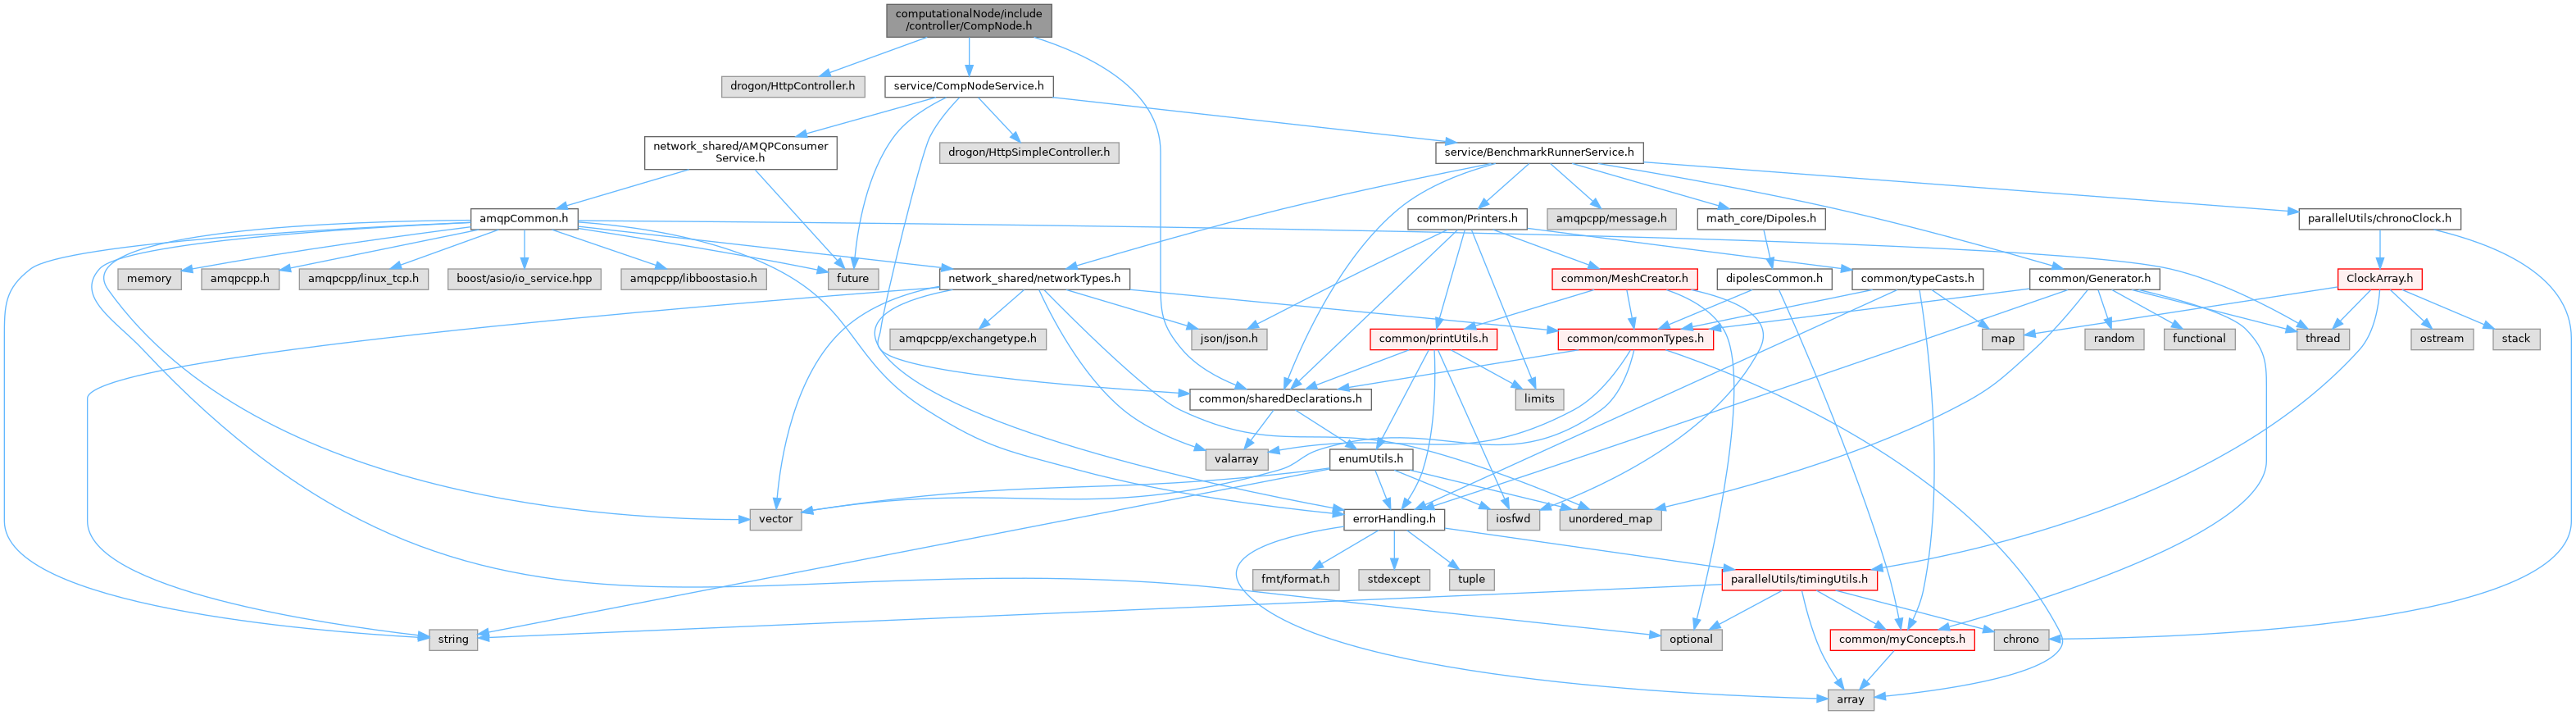 computationalNode/include
/controller/CompNode.h
drogon/HttpController.h
service/CompNodeService.h
network_shared/AMQPConsumer
Service.h
drogon/HttpSimpleController.h
service/BenchmarkRunnerService.h
amqpCommon.h
common/Printers.h
amqpcpp/message.h
math_core/Dipoles.h
parallelUtils/chronoClock.h
memory
amqpcpp.h
amqpcpp/linux_tcp.h
boost/asio/io_service.hpp
amqpcpp/libboostasio.h
future
network_shared/networkTypes.h
common/MeshCreator.h
dipolesCommon.h
common/typeCasts.h
common/Generator.h
ClockArray.h
amqpcpp/exchangetype.h
json/json.h
common/printUtils.h
common/commonTypes.h
map
random
functional
thread
ostream
stack
common/sharedDeclarations.h
limits
valarray
enumUtils.h
vector
errorHandling.h
iosfwd
unordered_map
fmt/format.h
stdexcept
tuple
parallelUtils/timingUtils.h
string
optional
common/myConcepts.h
chrono
array